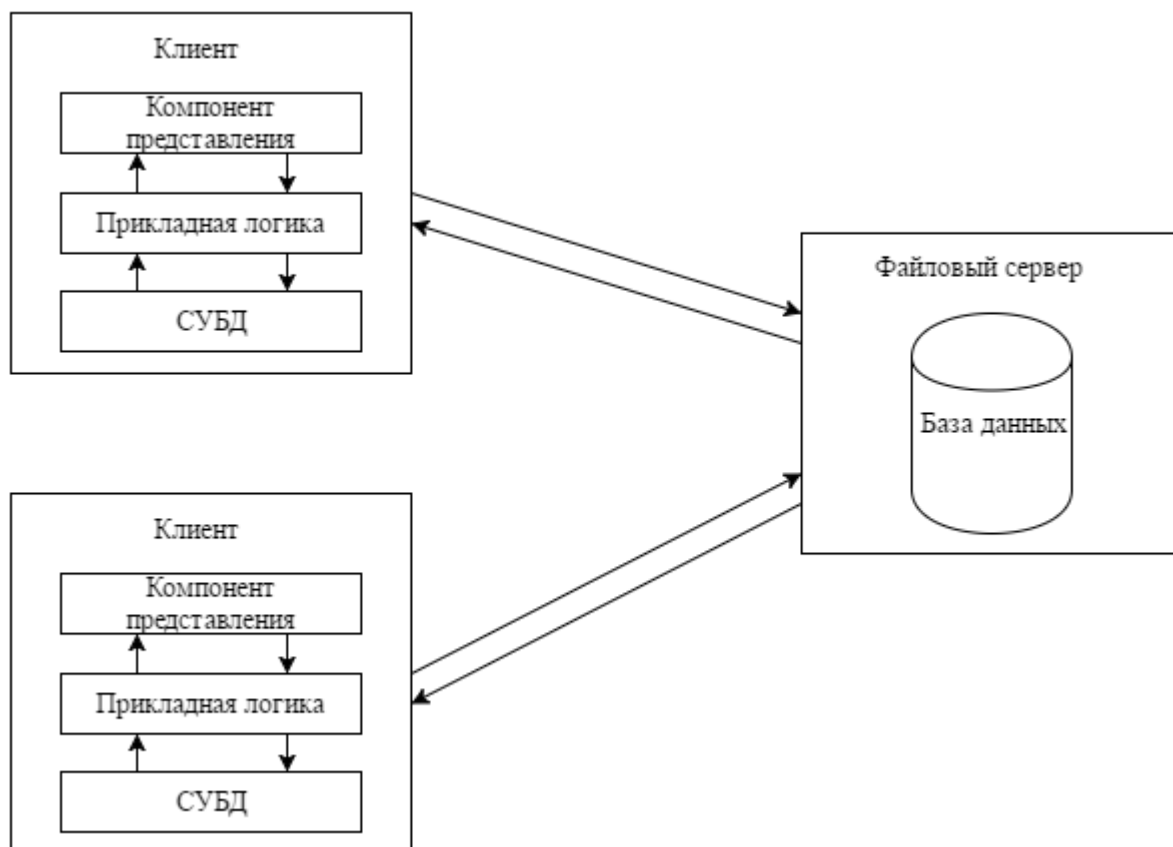 Клиент
Компонент
представления
Прикладная логика
СУБД
Файловый сервер
База данных
Клиент
Компонент
представления
Прикладная логика
СУБД